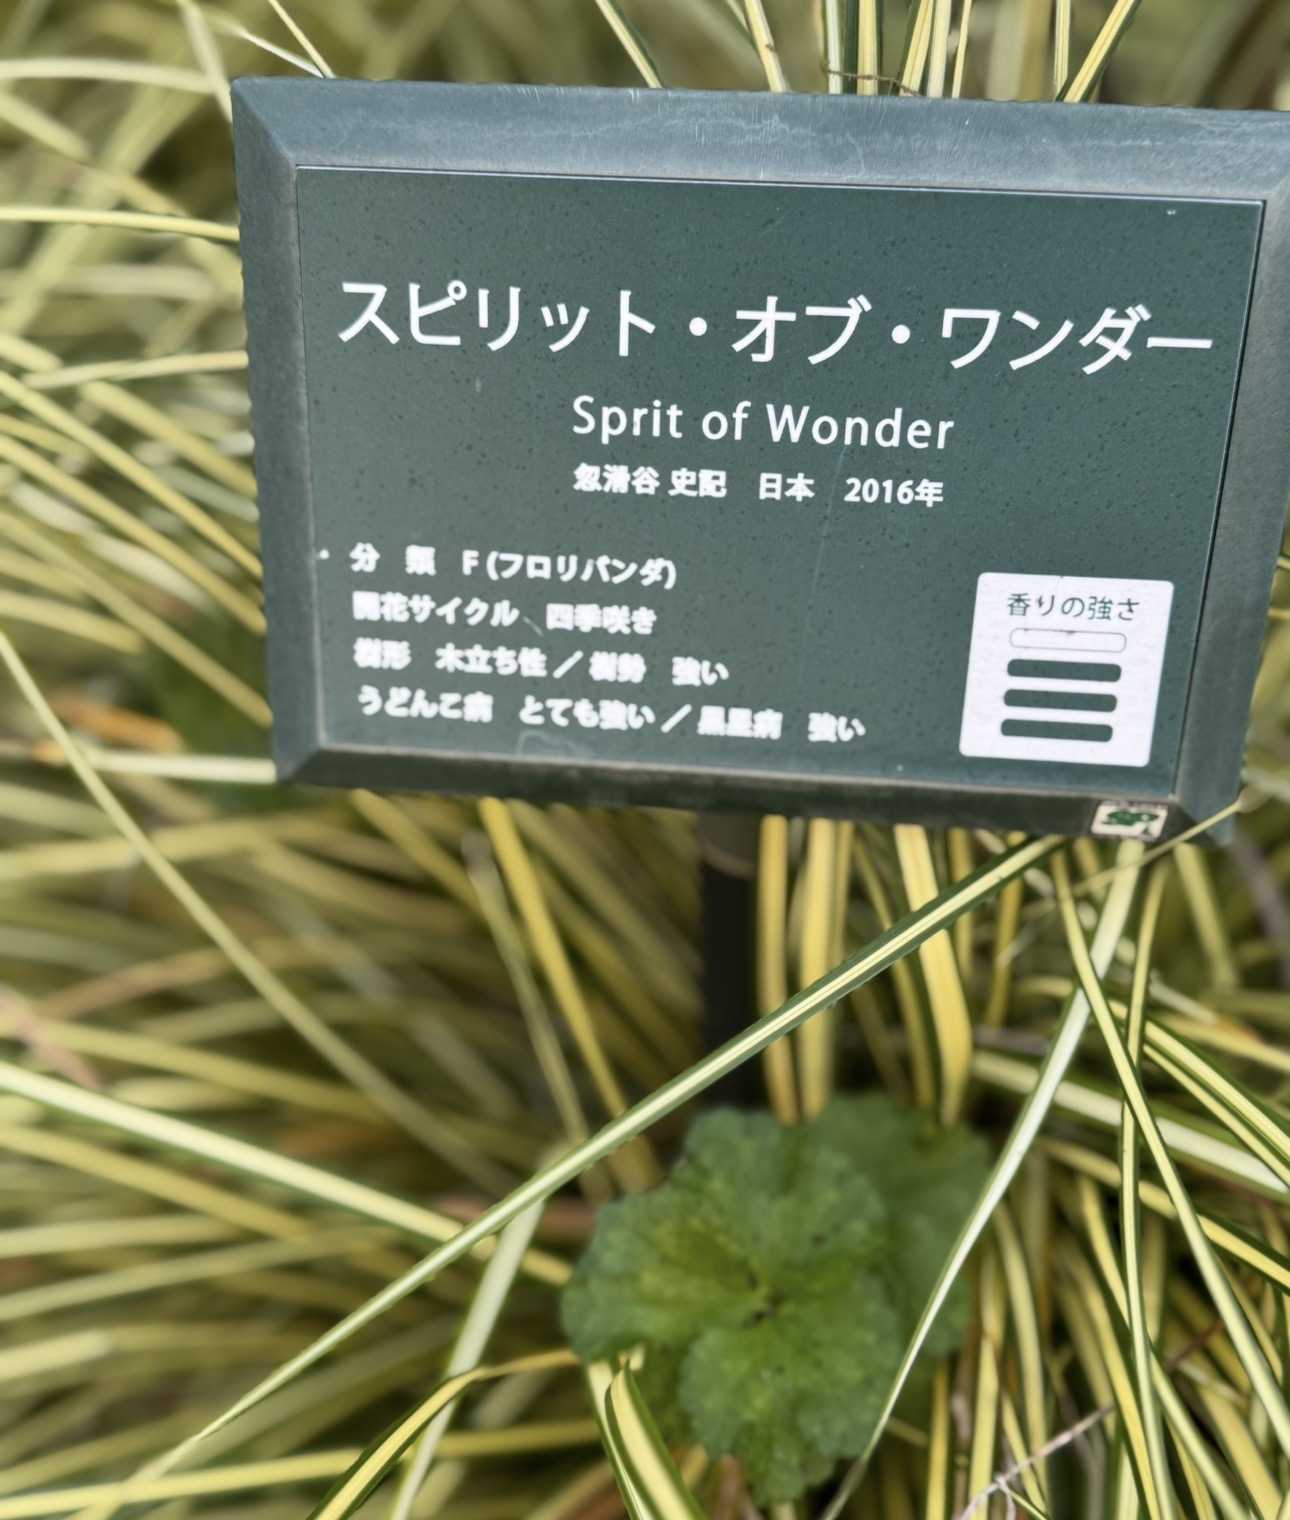 スピリット・オブ・ワンダー
Sprit of Wonder
忽滑谷 史記　日本　2016年
分　類　F (フロリバンダ)
開花サイクル　四季咲き
樹形　木立ち性 ／ 樹勢　強い
うどんこ病　とても強い ／ 黒星病　強い
香りの強さ